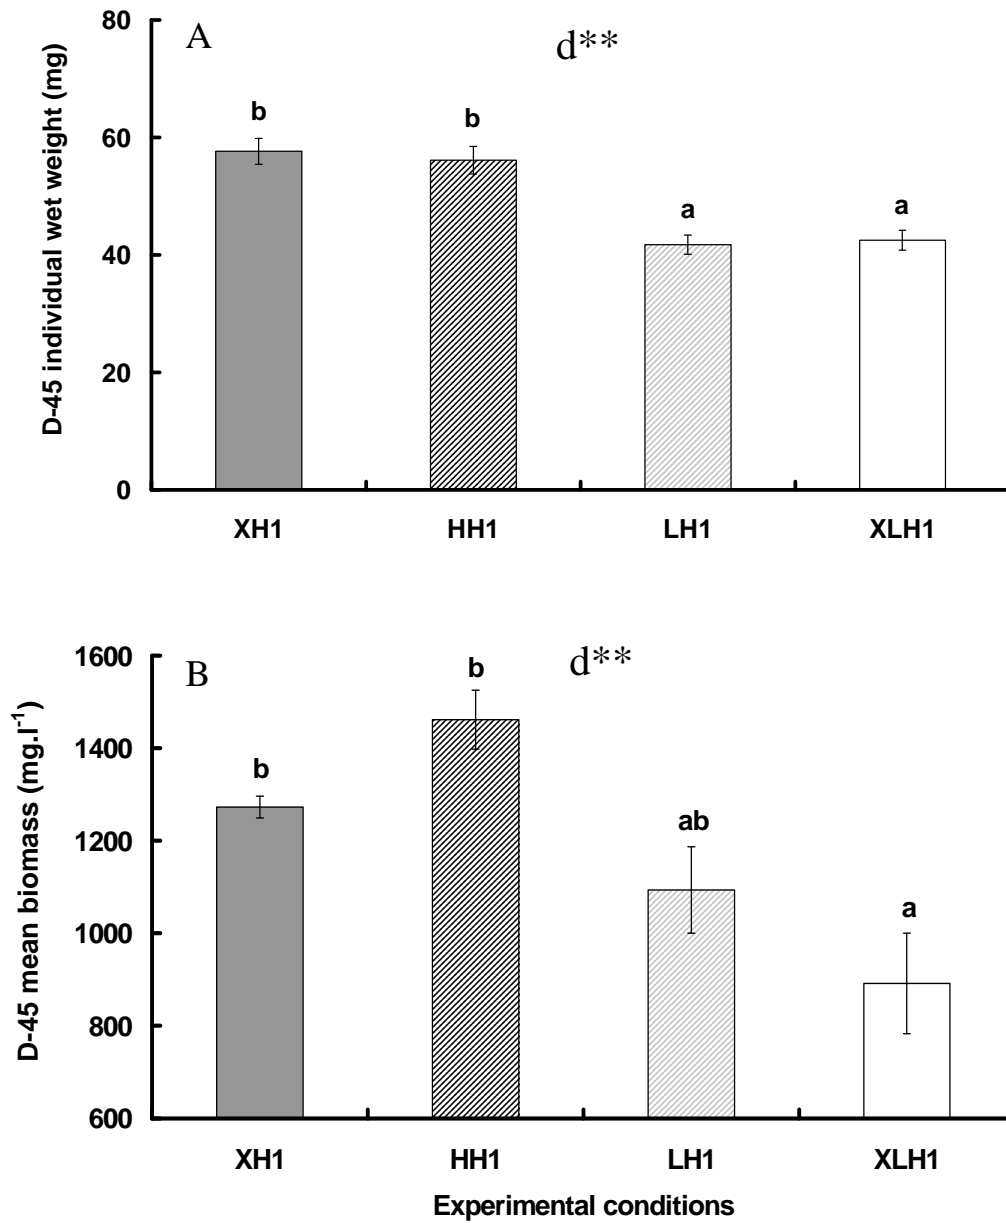 A
d**
D-45 individual wet weight (mg)
80
60
40
20
0
b
b
a
a
XH1 HH1 LH1 XLH1
B
d**
D-45 mean biomass (mg.l-1)
1600
1400
1200
1000
800
600
b
b
ab
a
XH1 HH1 LH1 XLH1
Experimental conditions